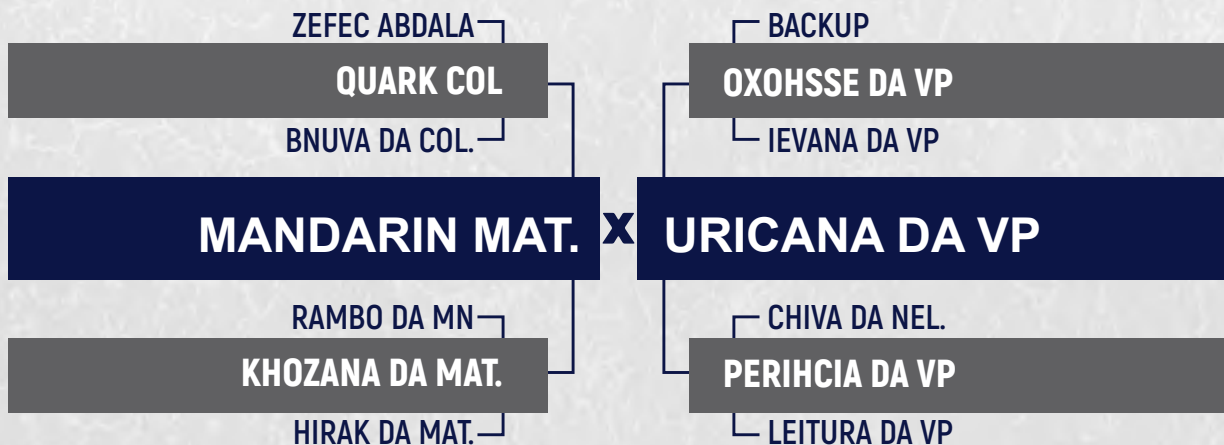 ZEFEC ABDALA BACKUP
QUARK COL OXOHSSE DA VP
BNUVA DA COL. IEVANA DA VP
MANDARIN MAT. X URICANA DA VP
RAMBO DA MN CHIVA DA NEL.
KHOZANA DA MAT. PERIHCIA DA VP
HIRAK DA MAT. LEITURA DA VP